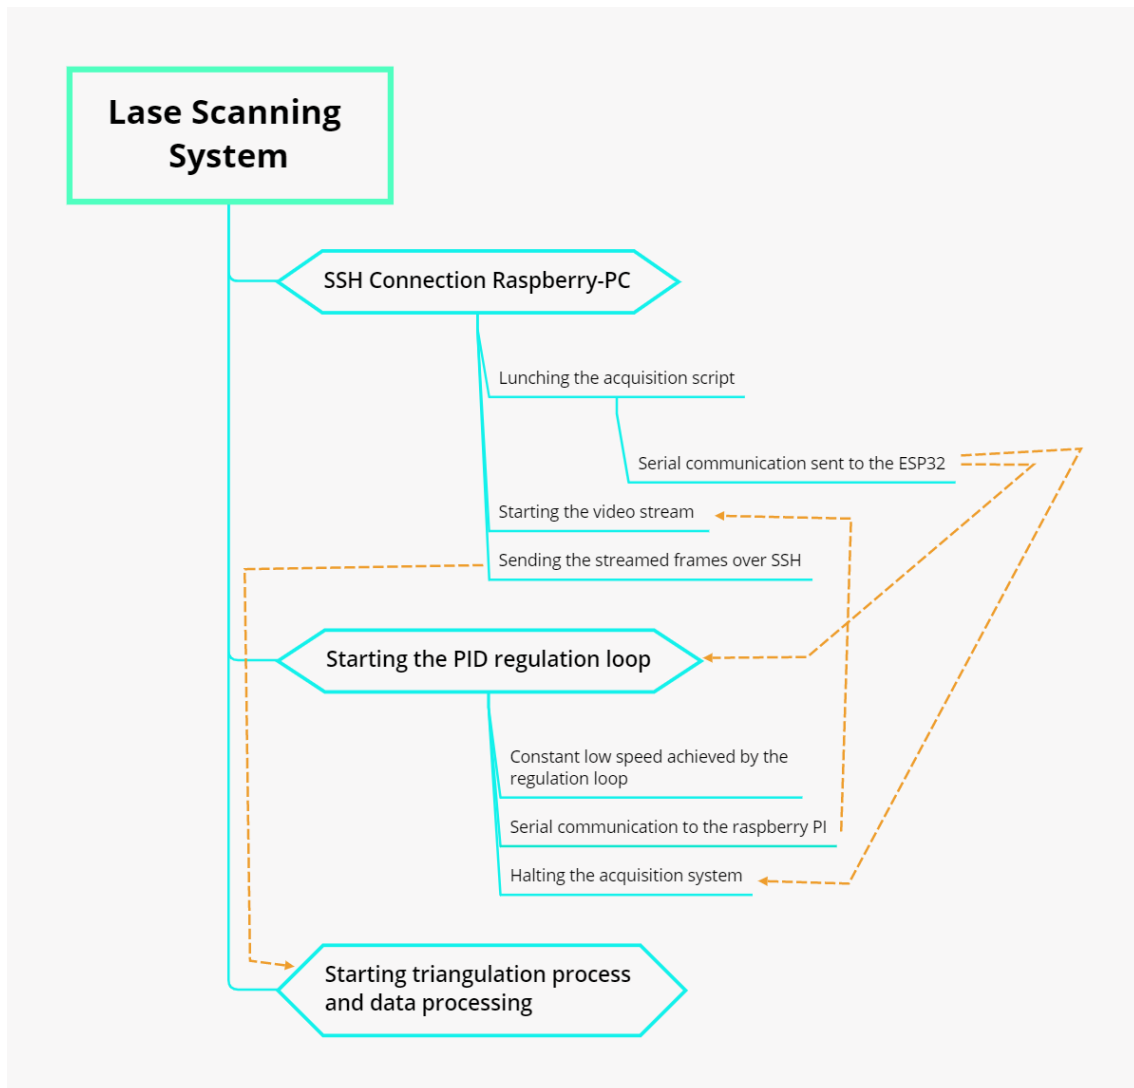 Lase Scanning
System
SSH Connection Raspberry-PC
Lunching the acquisition script
Serial communication sent to the ESP32
Starting the video stream
Sending the streamed frames over SSH
Starting the PID regulation loop
Constant low speed achieved by the
regulation loop
Serial communication to the raspberry PI
Halting the acquisition system
Starting triangulation process
and data processing